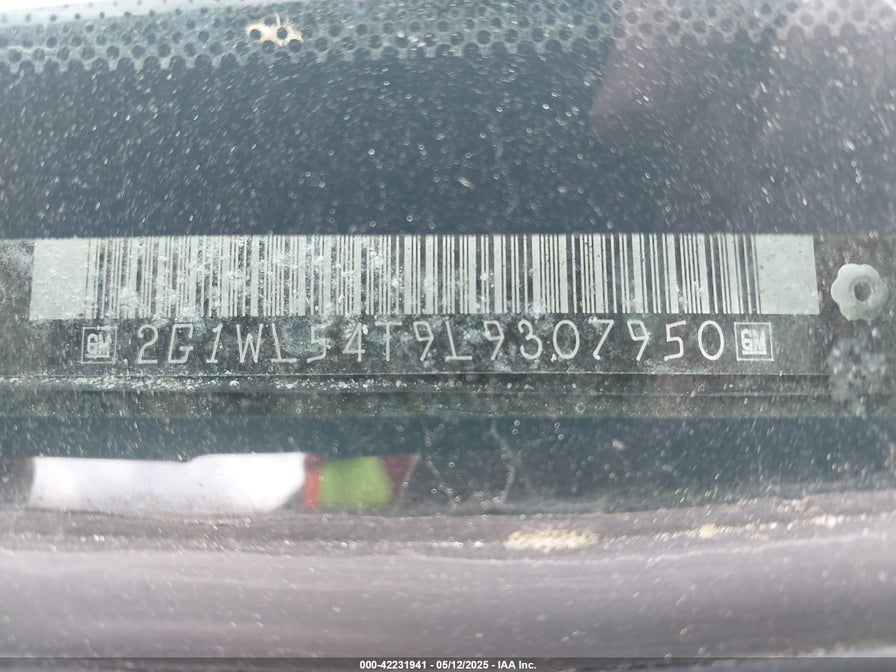 GM 2G1WL54T9L9307950 GM
000-42231941 - 05/12/2025 - IAA Inc.